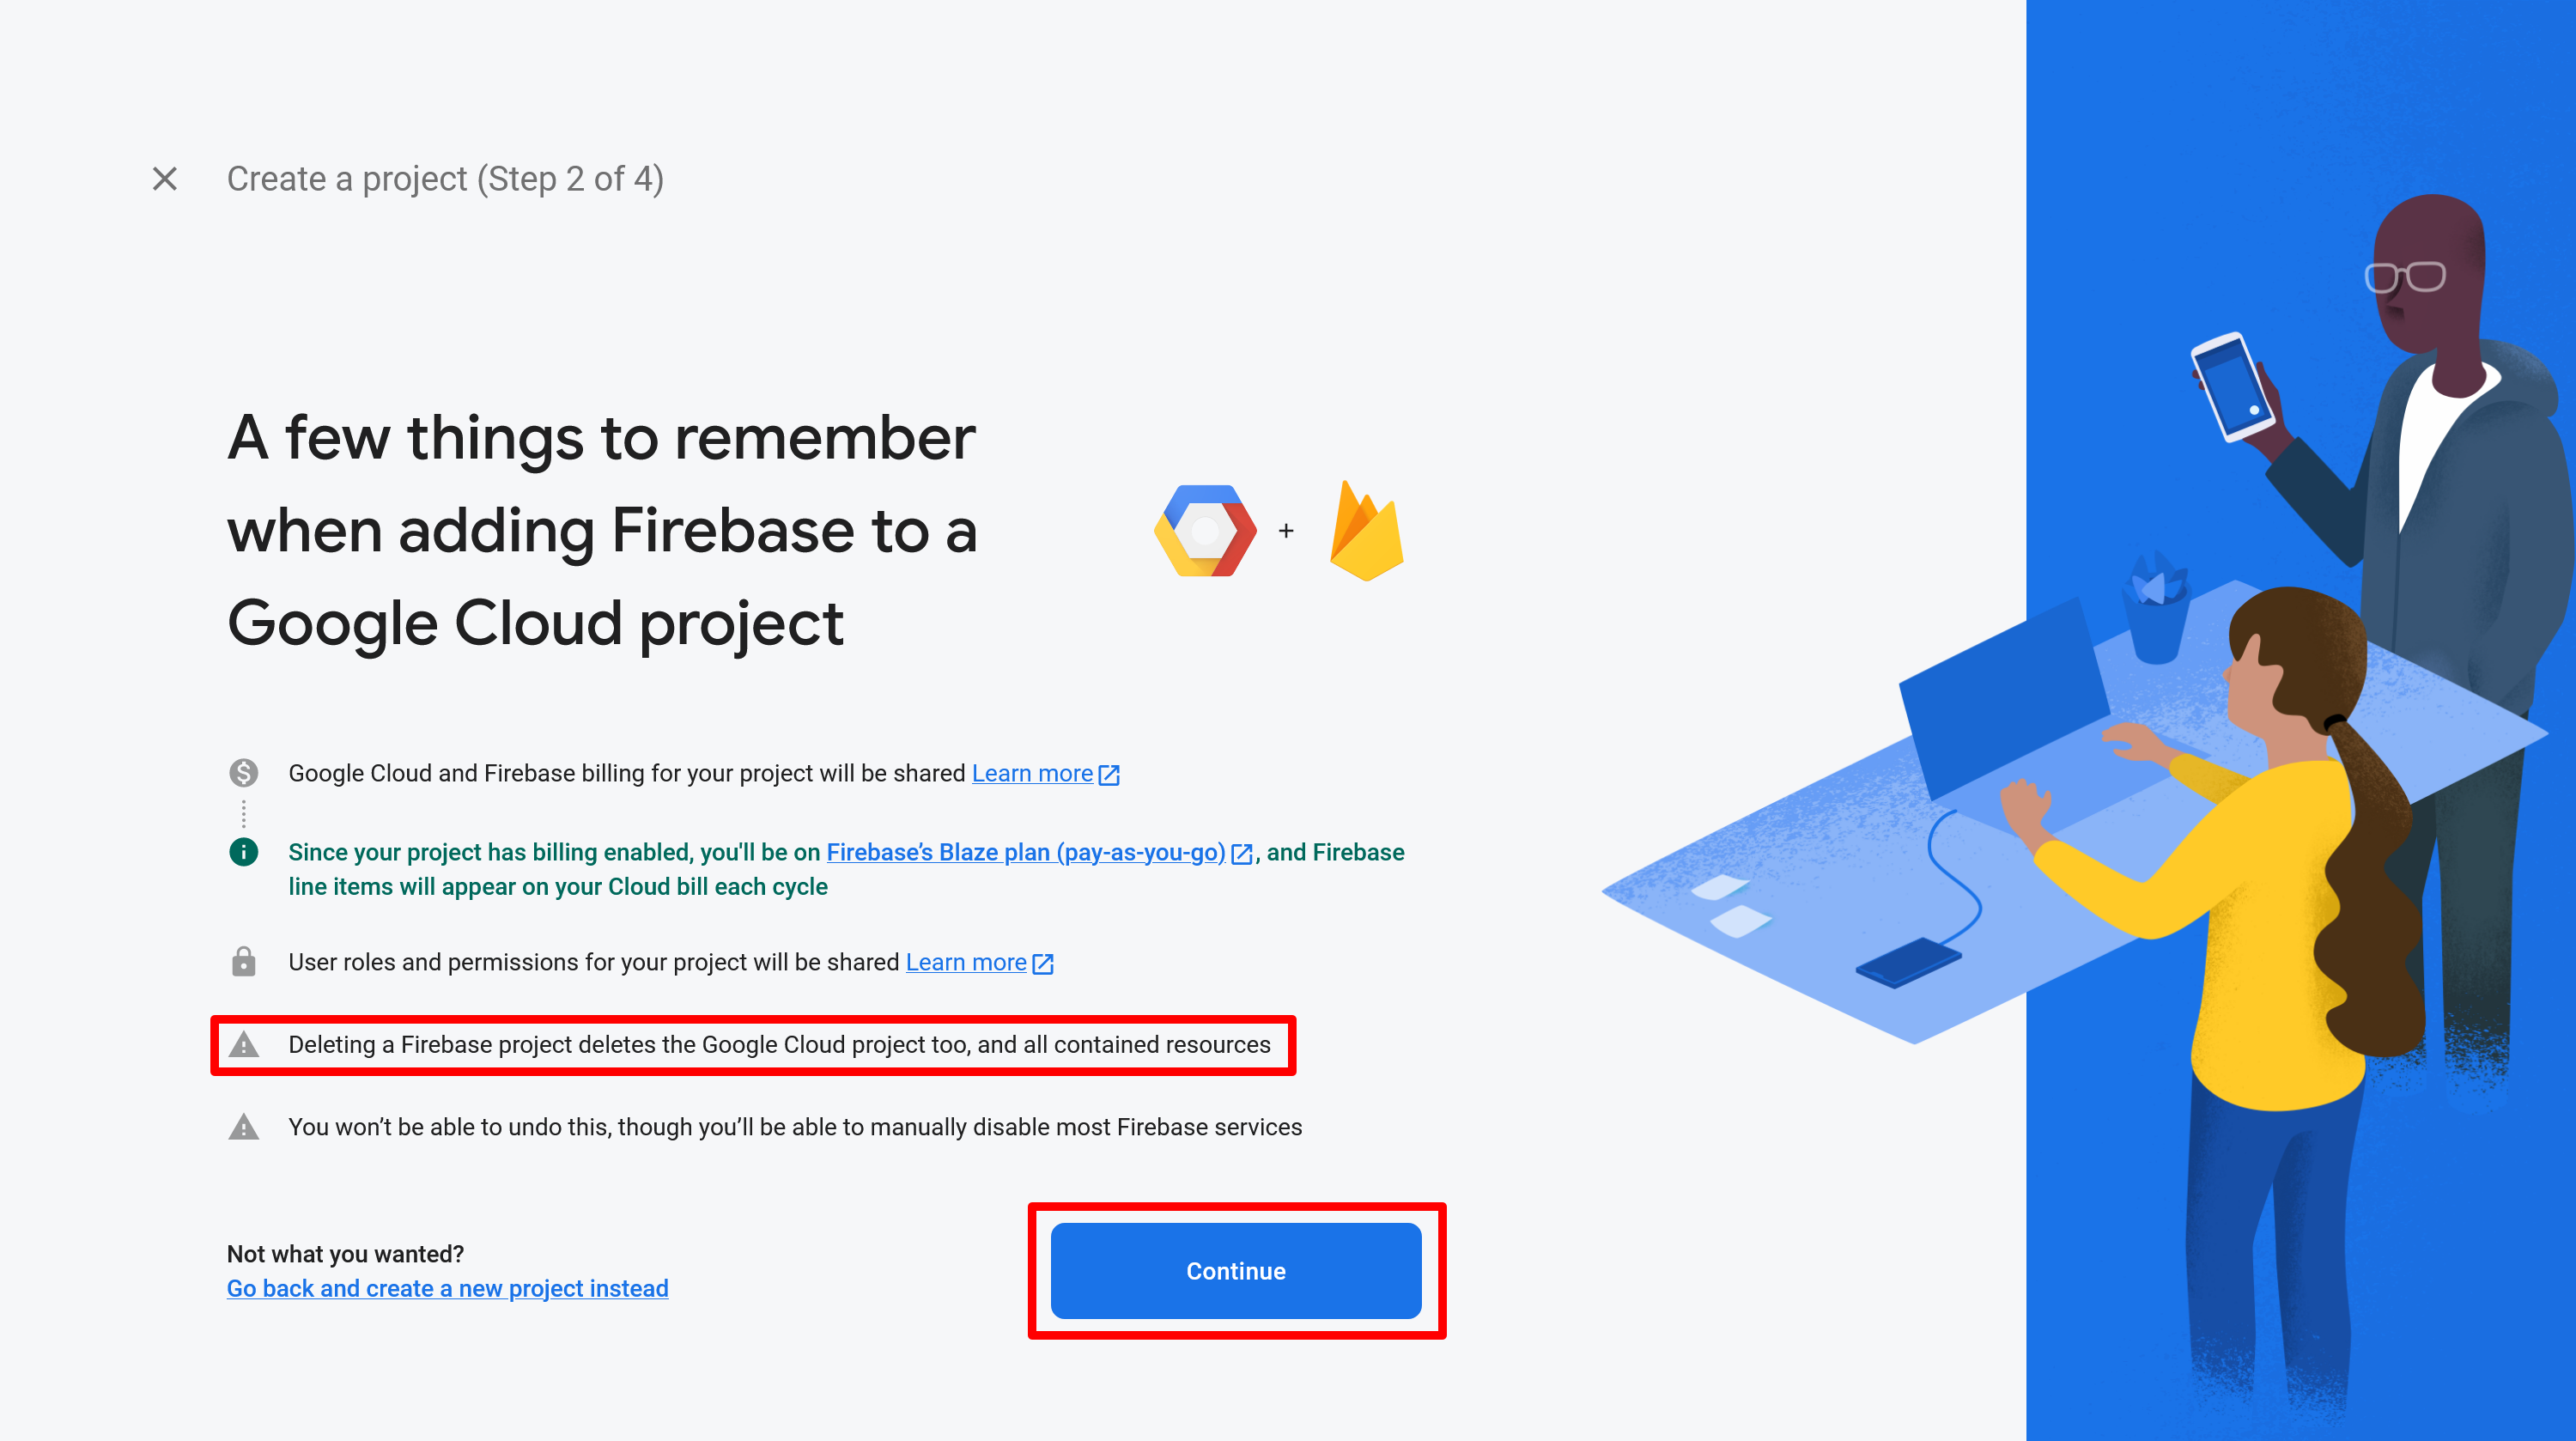 Create a project (Step 2 of 4)
A few things to remember
when adding Firebase to a
Google Cloud project
+
Google Cloud and Firebase billing for your project will be shared Learn more
Since your project has billing enabled, you'll be on Firebase’s Blaze plan (pay-as-you-go), and Firebase
line items will appear on your Cloud bill each cycle
User roles and permissions for your project will be shared Learn more
Deleting a Firebase project deletes the Google Cloud project too, and all contained resources
You won’t be able to undo this, though you’ll be able to manually disable most Firebase services
Not what you wanted?
Go back and create a new project instead
Continue